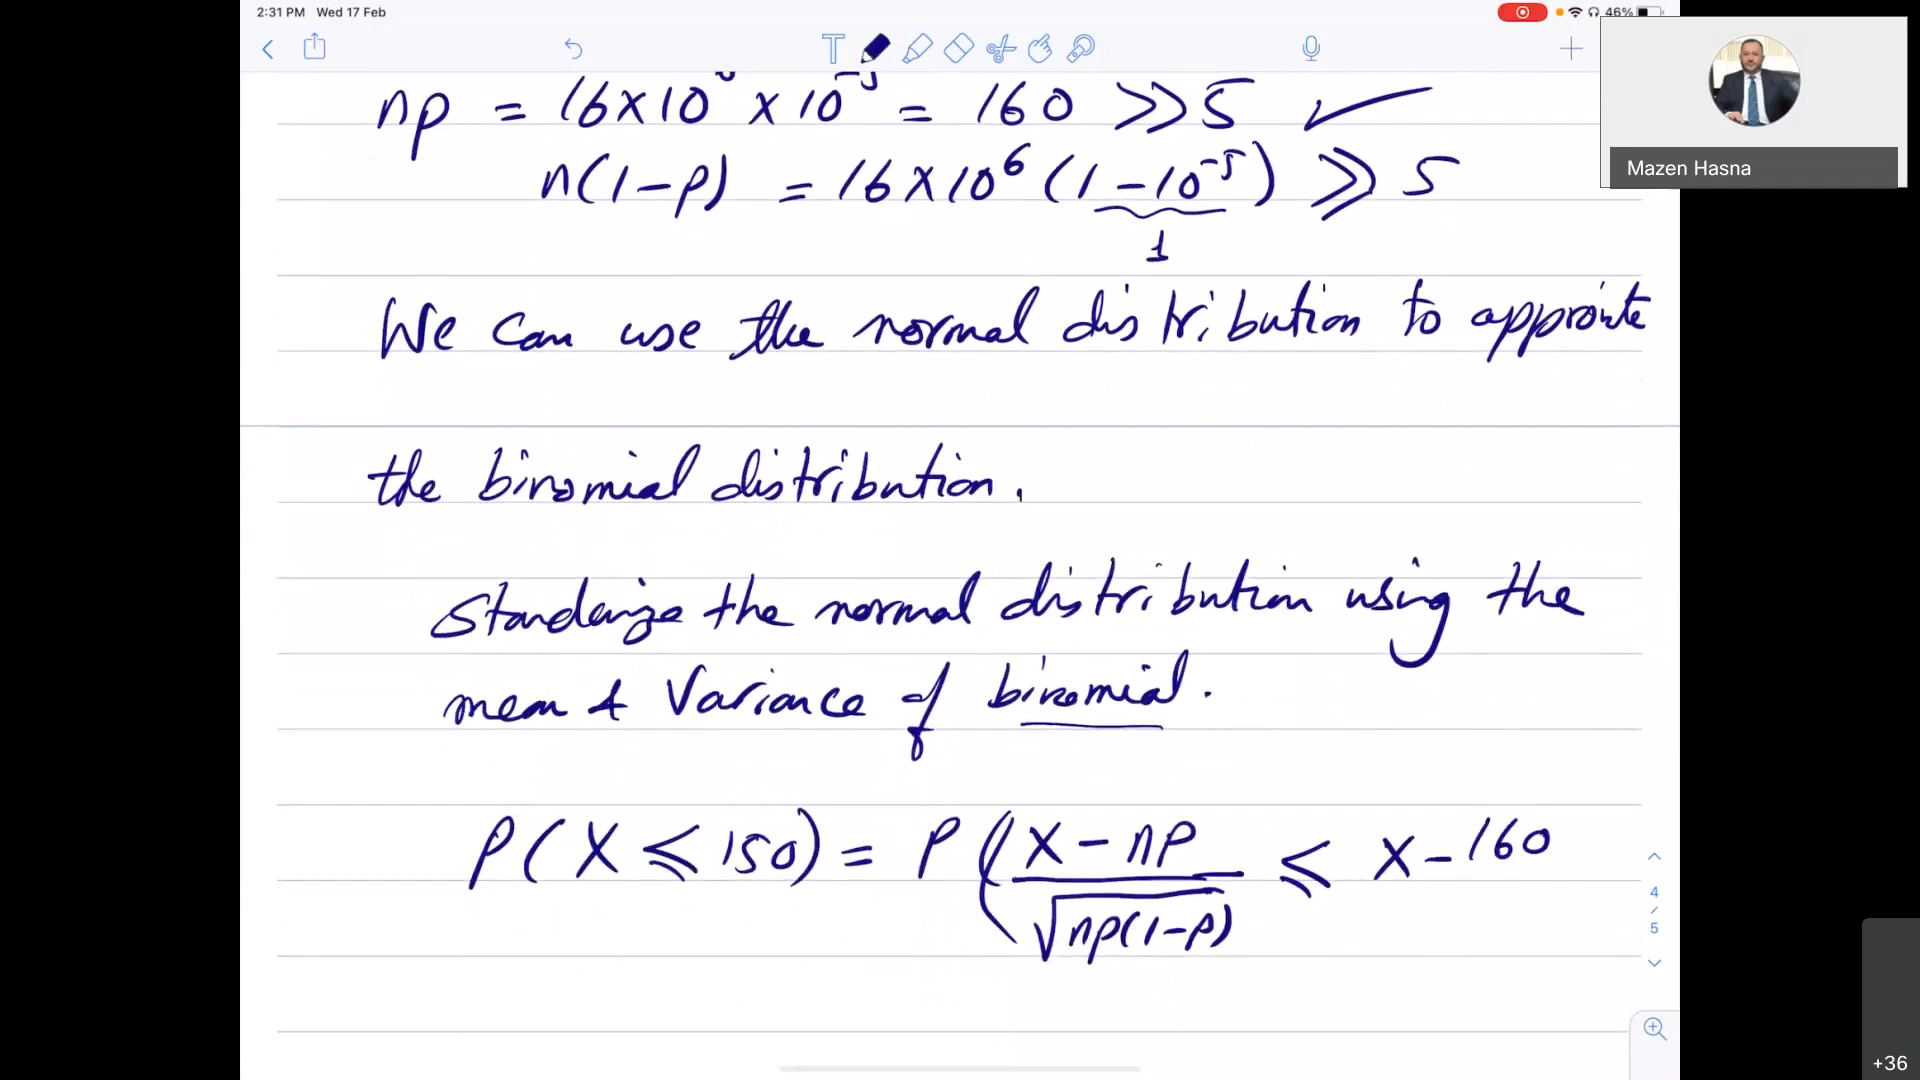 2:31 PM Wed 17 Feb
46%
Mazen Hasna
np = 16×10⁶ × 10⁻⁵ = 160 >> 5 ✓
n(1-p) = 16×10⁶ (1-10⁻⁵) >> 5
1
We can use the normal distribution to approxite
the binomial distribution.
Standarize the normal distribution using the
mean & Variance of binomial.
P(X ≤ 150) = P( (X - np)/√(np(1-p)) ≤ X - 160
4
5
+36